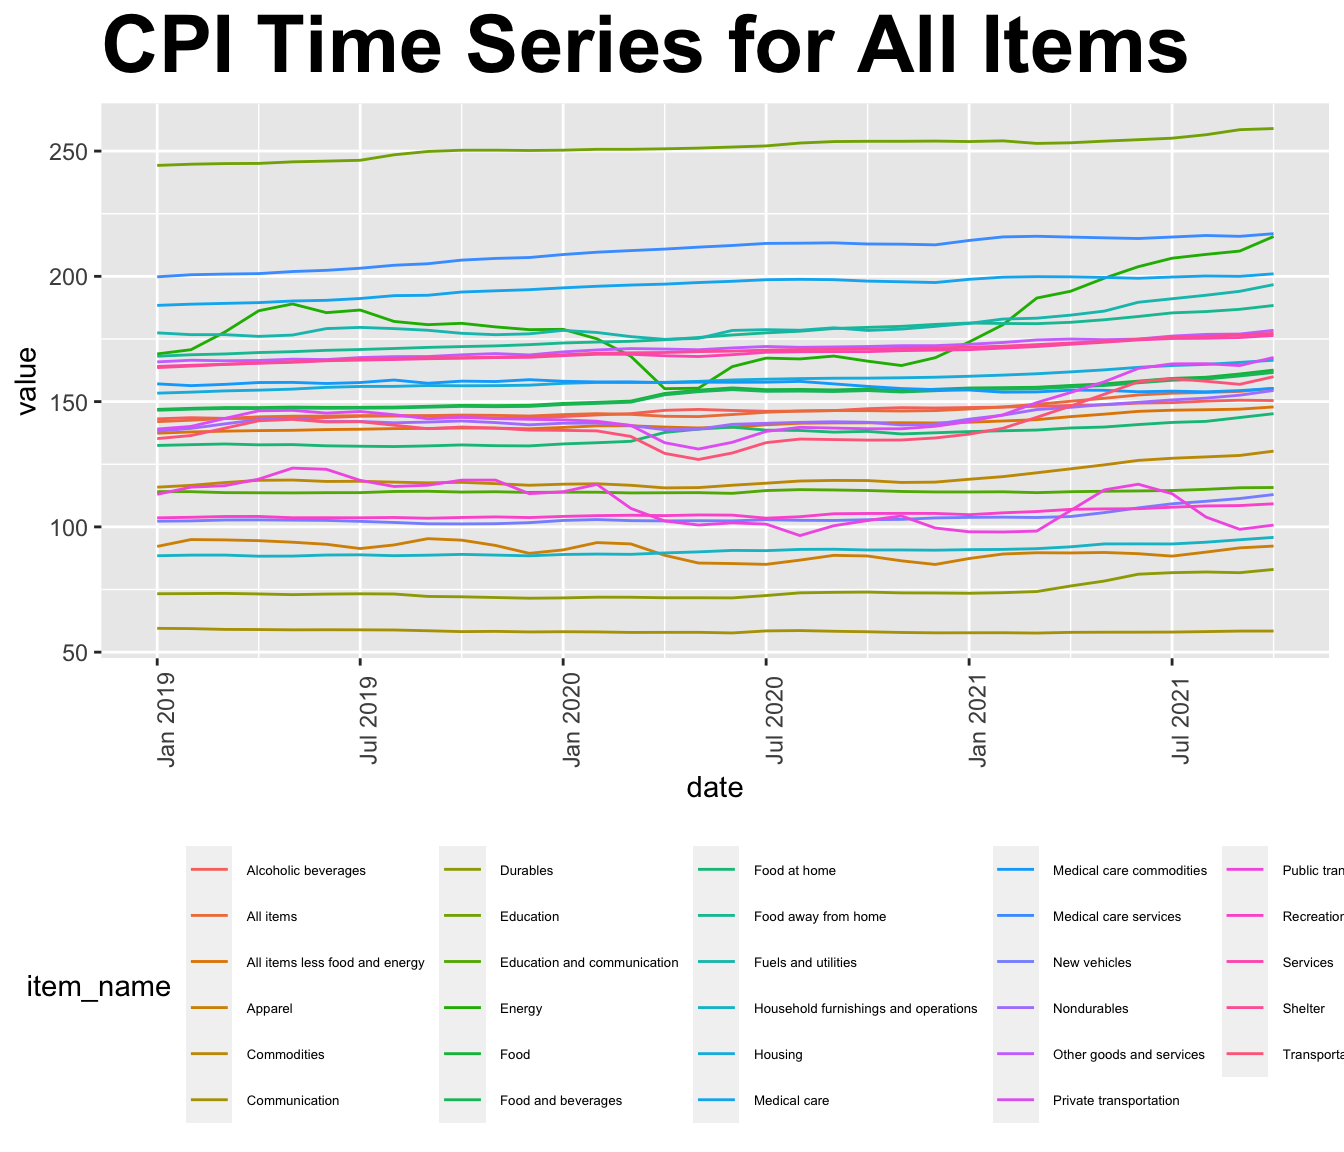 CPI Time Series for All Items
250
200
150
100
50
value
Jan 2019
Jul 2019
Jan 2020
Jul 2020
Jan 2021
Jul 2021
date
item_name
Alcoholic beverages
All items
All items less food and energy
Apparel
Commodities
Communication
Durables
Education
Education and communication
Energy
Food
Food and beverages
Food at home
Food away from home
Fuels and utilities
Household furnishings and operations
Housing
Medical care
Medical care commodities
Medical care services
New vehicles
Nondurables
Other goods and services
Private transportation
Public tran
Recreation
Services
Shelter
Transporta